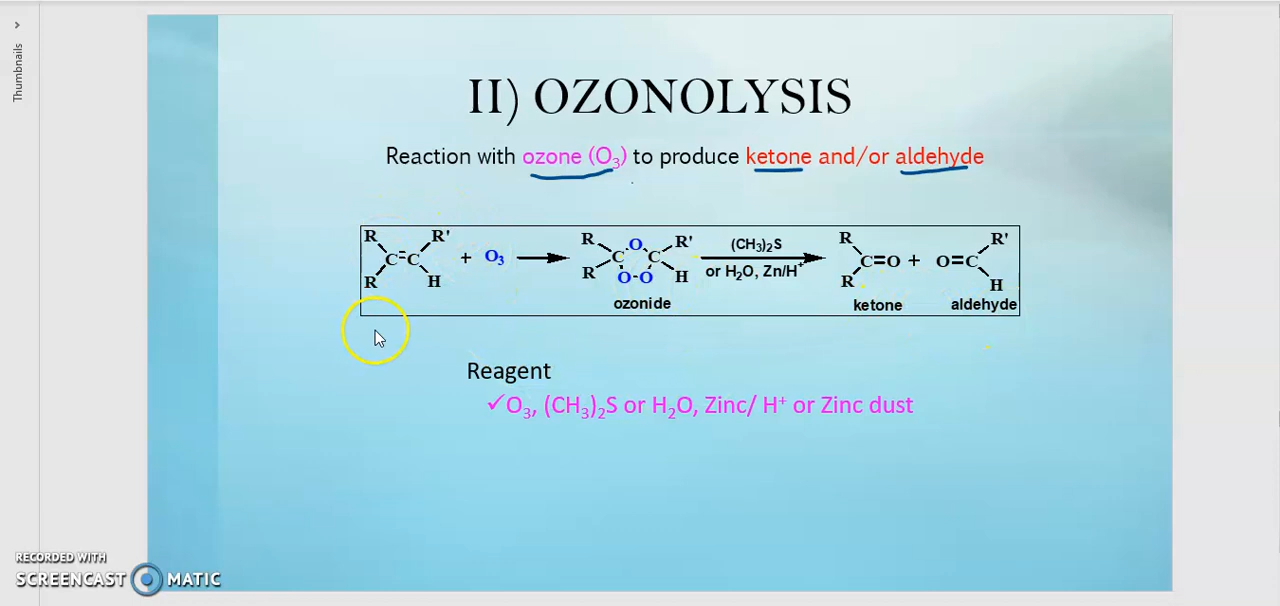 Thumbnails
II) OZONOLYSIS
Reaction with ozone (O₃) to produce ketone and/or aldehyde
R R' R O R' (CH₃)₂S R R'
C=C + O₃ C C C=O + O=C
R H R O-O H or H₂O, Zn/H⁺ R H
ozonide ketone aldehyde
Reagent
✓O₃, (CH₃)₂S or H₂O, Zinc/ H⁺ or Zinc dust
RECORDED WITH
SCREENCAST MATIC